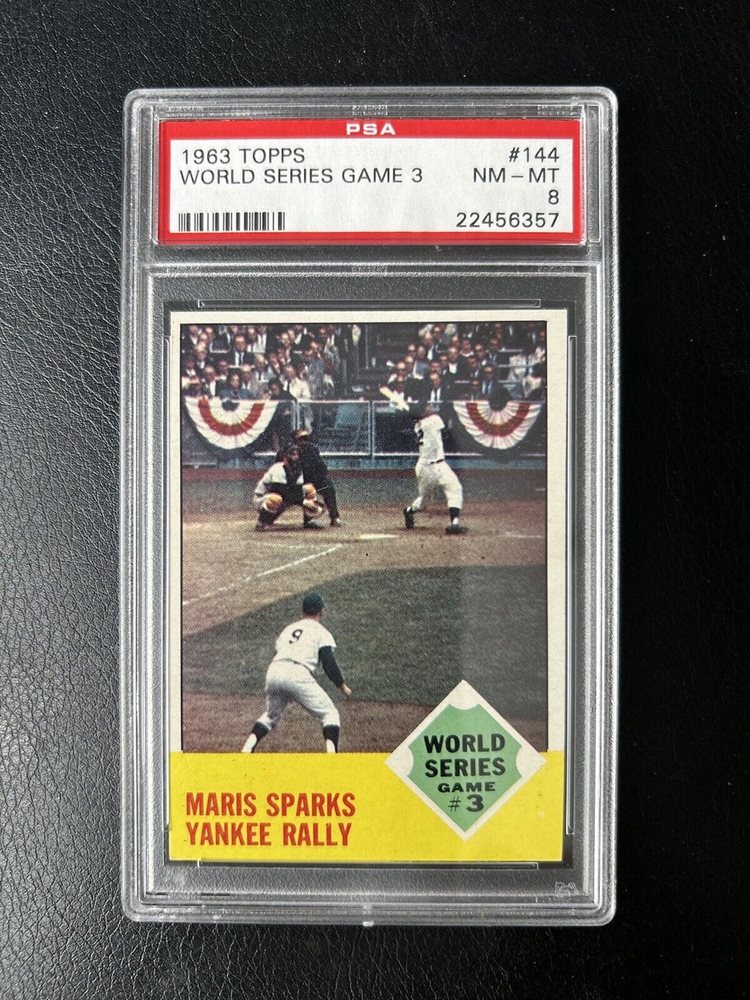 PSA
1963 TOPPS #144
WORLD SERIES GAME 3 NM-MT
8
22456357
9
WORLD
SERIES
GAME
#3
MARIS SPARKS
YANKEE RALLY